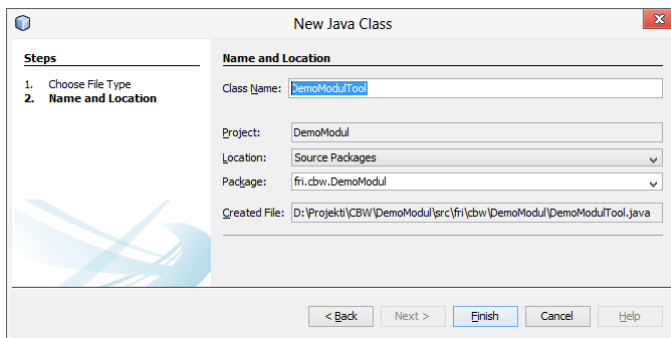 New Java Class
x
Steps
1. Choose File Type
2. Name and Location
Name and Location
Class Name: DemoModulTool
Project: DemoModul
Location: Source Packages
Package: fri.cbw.DemoModul
Created File: D:\Projekti\CBW\DemoModul\src\fri\cbw\DemoModul\DemoModulTool.java
< Back Next > Finish Cancel Help